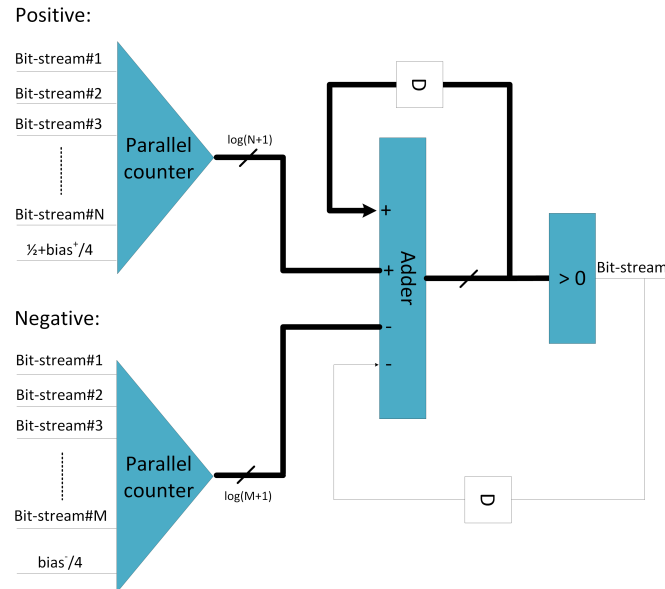 Positive:
Bit-stream#1
Bit-stream#2
Bit-stream#3
Bit-stream#N
½+bias⁺/4
Parallel
counter
log(N+1)
D
+
+
-
-
Adder
> 0
Bit-stream
Negative:
Bit-stream#1
Bit-stream#2
Bit-stream#3
Bit-stream#M
bias⁻/4
Parallel
counter
log(M+1)
D